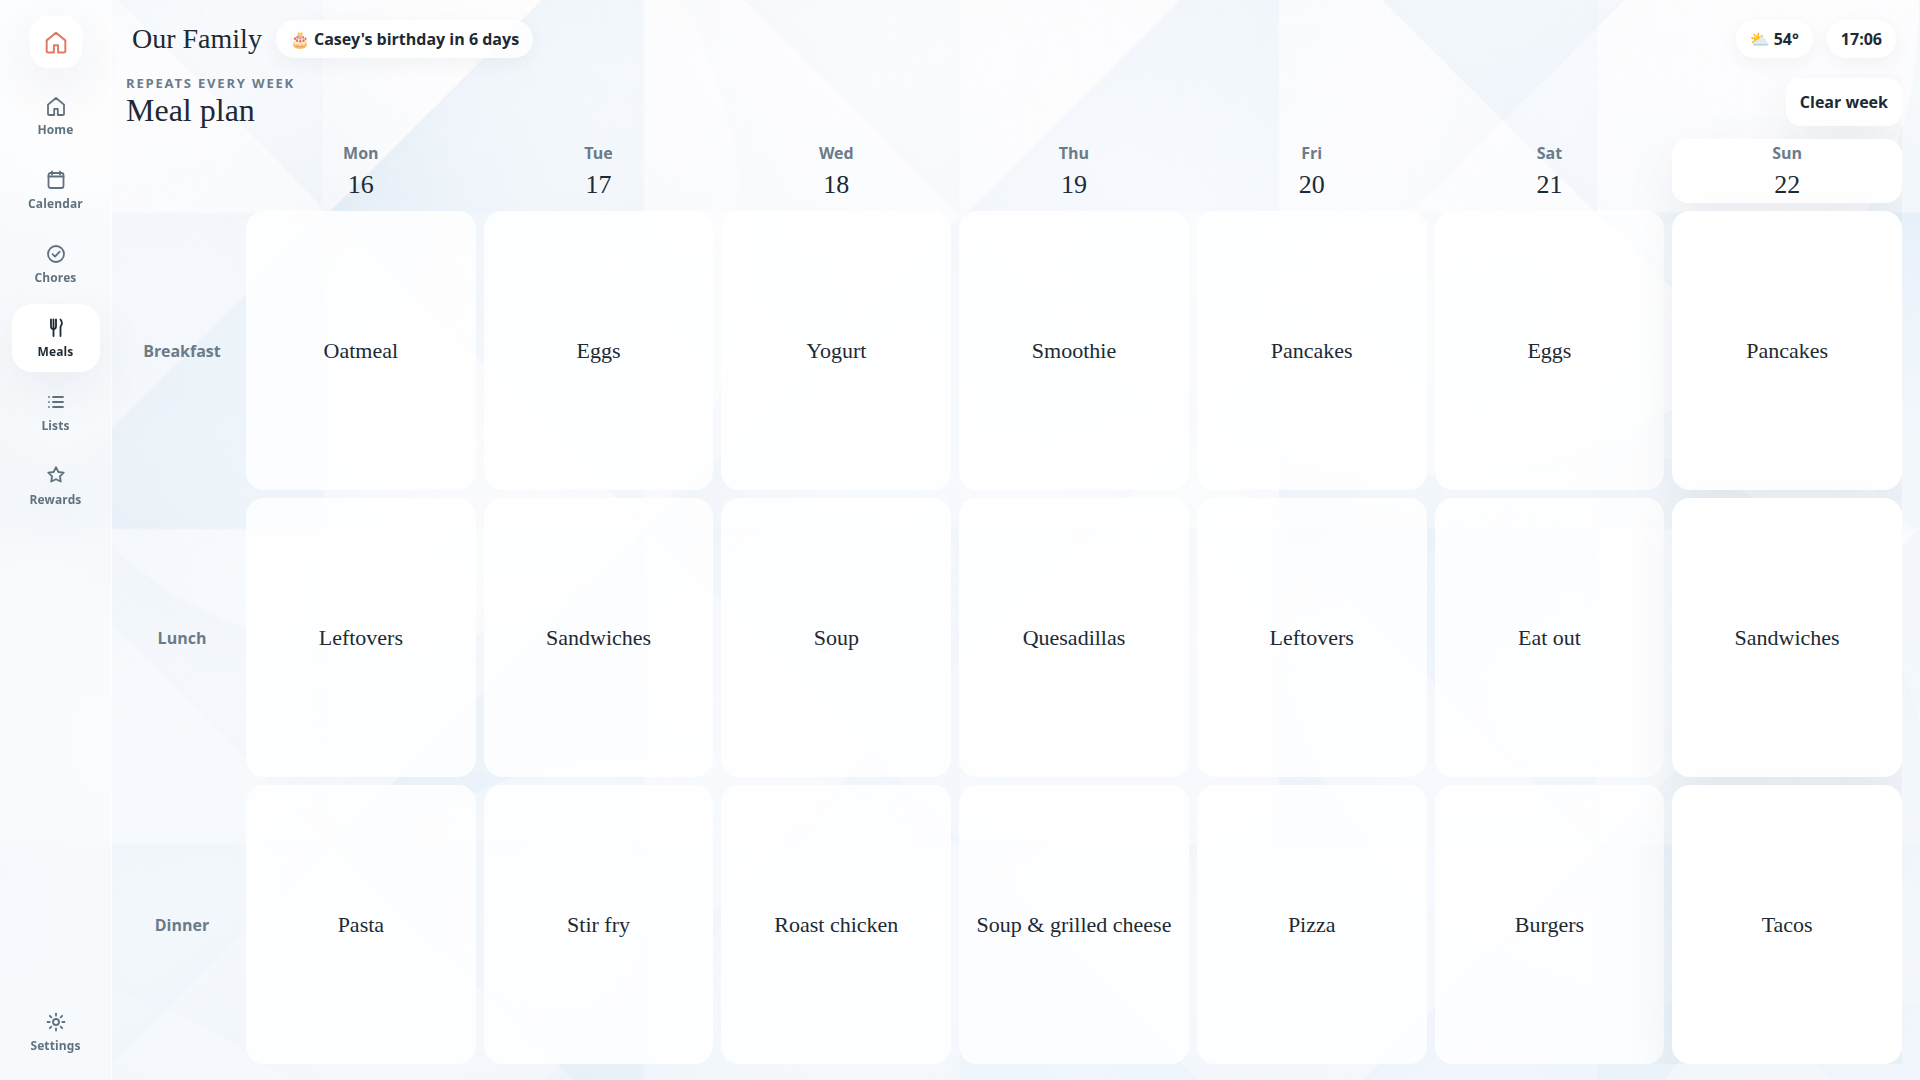 Our Family
🎂 Casey's birthday in 6 days
⛅ 54°
17:06
Home
Calendar
Chores
Meals
Lists
Rewards
Settings
REPEATS EVERY WEEK
Meal plan
Clear week
Mon Tue Wed Thu Fri Sat Sun
16 17 18 19 20 21 22
Breakfast Oatmeal Eggs Yogurt Smoothie Pancakes Eggs Pancakes
Lunch Leftovers Sandwiches Soup Quesadillas Leftovers Eat out Sandwiches
Dinner Pasta Stir fry Roast chicken Soup & grilled cheese Pizza Burgers Tacos